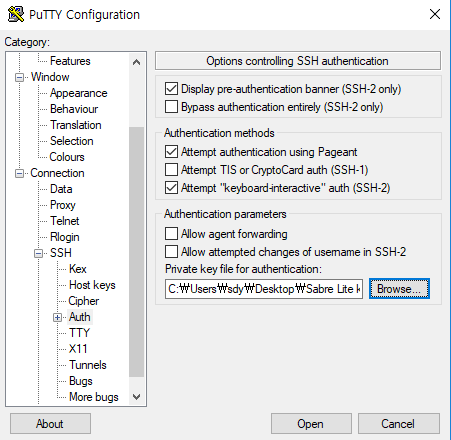 PuTTY Configuration
Category:
Features
Window
Appearance
Behaviour
Translation
Selection
Colours
Connection
Data
Proxy
Telnet
Rlogin
SSH
Kex
Host keys
Cipher
Auth
TTY
X11
Tunnels
Bugs
More bugs
Options controlling SSH authentication
Display pre-authentication banner (SSH-2 only)
Bypass authentication entirely (SSH-2 only)
Authentication methods
Attempt authentication using Pageant
Attempt TIS or CryptoCard auth (SSH-1)
Attempt "keyboard-interactive" auth (SSH-2)
Authentication parameters
Allow agent forwarding
Allow attempted changes of username in SSH-2
Private key file for authentication:
C:₩Users₩sdy₩Desktop₩Sabre Lite k
Browse...
About
Open
Cancel